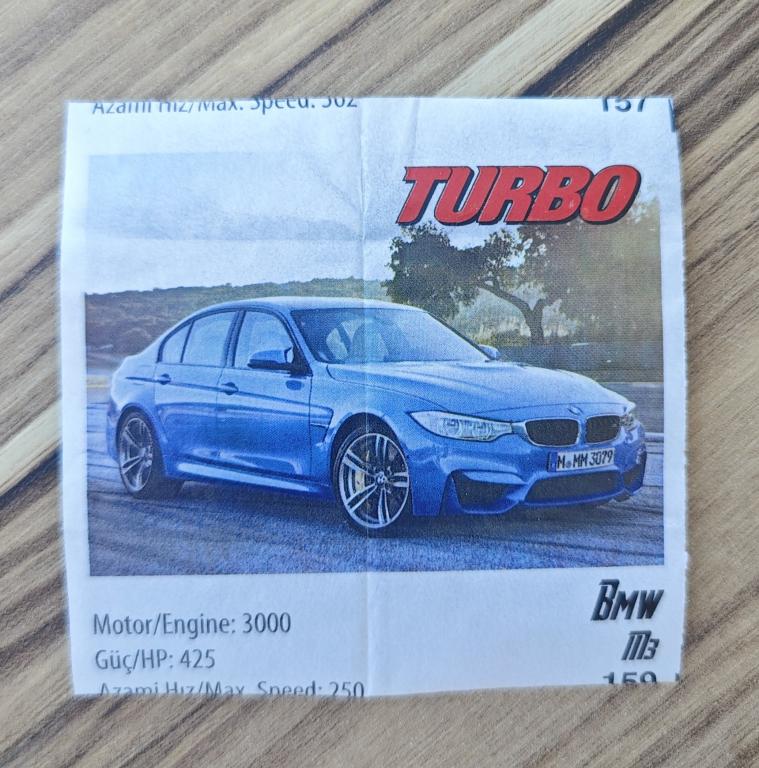 Azami Hız/Max. Speed: 302
157
TURBO
M MM 3079
BMW
M3
Motor/Engine: 3000
Güç/HP: 425
Azami Hız/Max. Speed: 250
159